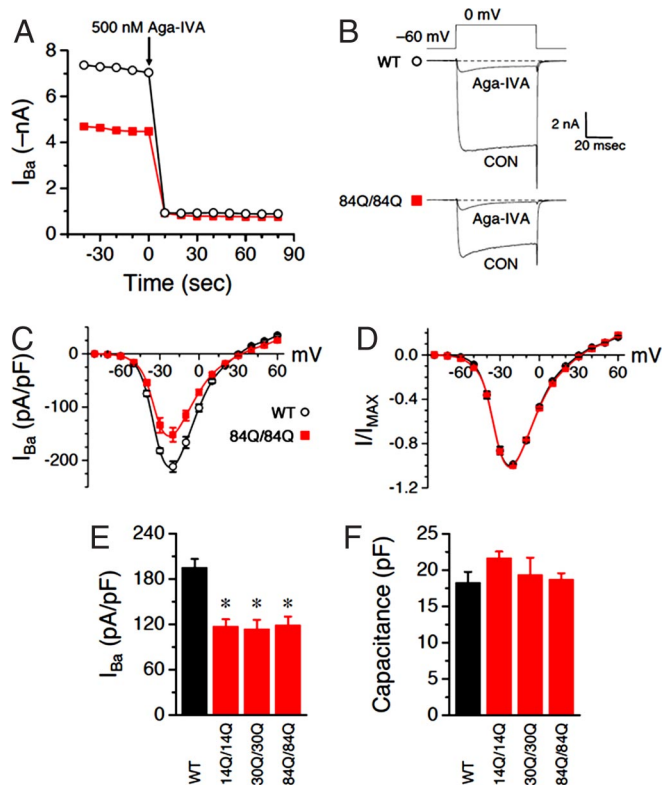 A
500 nM Aga-IVA
8
6
4
2
0
I_Ba (–nA)
-30 0 30 60 90
Time (sec)
B
0 mV
–60 mV
WT
Aga-IVA
CON
2 nA
20 msec
84Q/84Q
Aga-IVA
CON
C
0
-100
-200
I_Ba (pA/pF)
-60 -30 0 30 60
mV
WT
84Q/84Q
D
0.0
-0.4
-0.8
-1.2
I/I_MAX
-60 -30 0 30 60
mV
E
240
180
120
60
0
I_Ba (pA/pF)
* * *
WT 14Q/14Q 30Q/30Q 84Q/84Q
F
25
20
15
10
5
0
Capacitance (pF)
WT 14Q/14Q 30Q/30Q 84Q/84Q